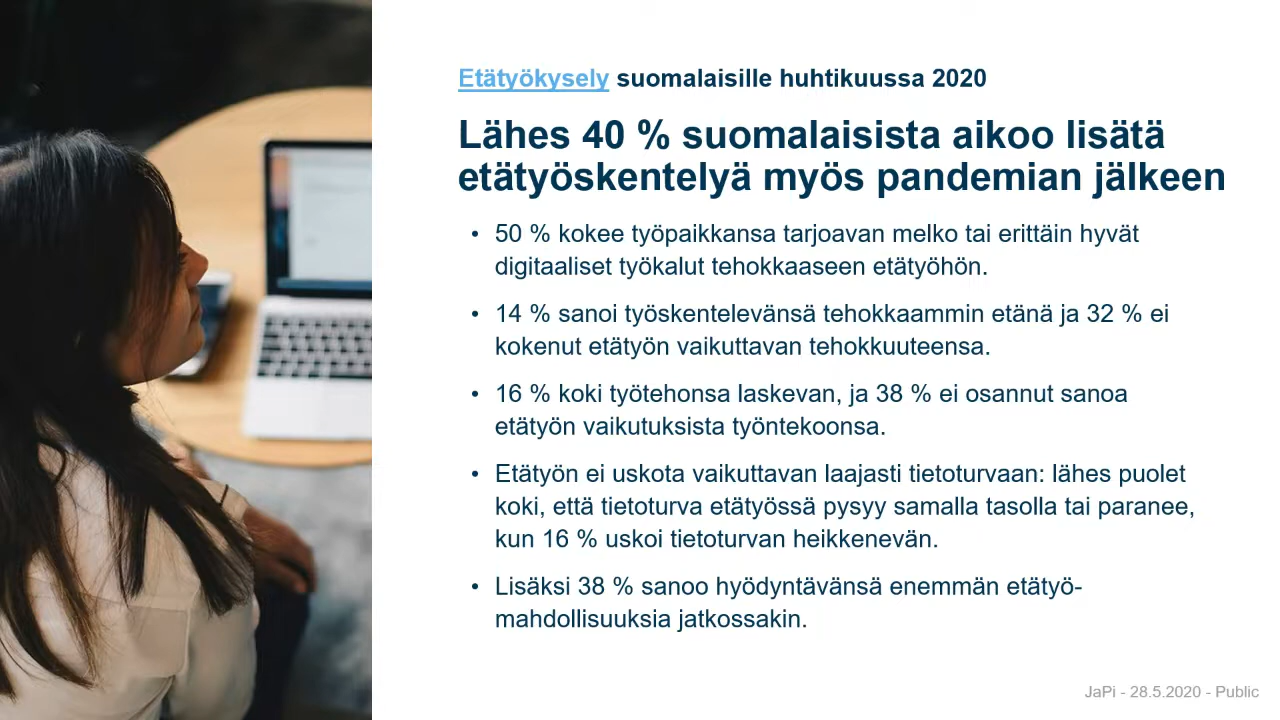 Etätyökysely suomalaisille huhtikuussa 2020
Lähes 40 % suomalaisista aikoo lisätä
etätyöskentelyä myös pandemian jälkeen
• 50 % kokee työpaikkansa tarjoavan melko tai erittäin hyvät
digitaaliset työkalut tehokkaaseen etätyöhön.
• 14 % sanoi työskentelevänsä tehokkaammin etänä ja 32 % ei
kokenut etätyön vaikuttavan tehokkuuteensa.
• 16 % koki työtehonsa laskevan, ja 38 % ei osannut sanoa
etätyön vaikutuksista työntekoonsa.
• Etätyön ei uskota vaikuttavan laajasti tietoturvaan: lähes puolet
koki, että tietoturva etätyössä pysyy samalla tasolla tai paranee,
kun 16 % uskoi tietoturvan heikkenevän.
• Lisäksi 38 % sanoo hyödyntävänsä enemmän etätyö-
mahdollisuuksia jatkossakin.
JaPi - 28.5.2020 - Public